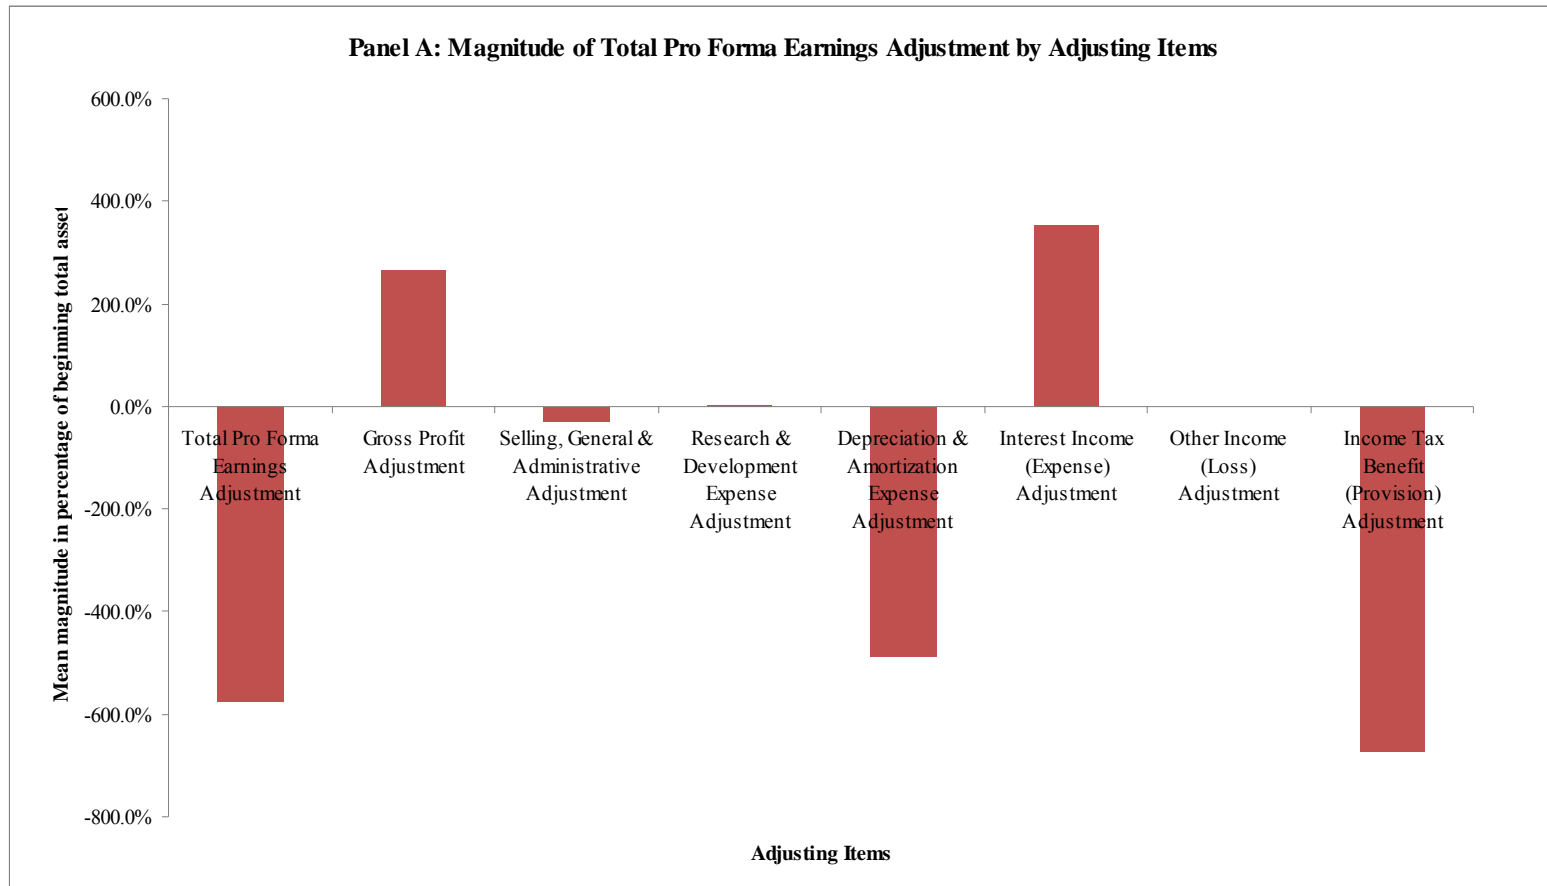 Panel A: Magnitude of Total Pro Forma Earnings Adjustment by Adjusting Items
Mean magnitude in percentage of beginning total asset
600.0%
400.0%
200.0%
0.0%
-200.0%
-400.0%
-600.0%
-800.0%
Total Pro Forma
Earnings
Adjustment
Gross Profit
Adjustment
Selling, General &
Administrative
Adjustment
Research &
Development
Expense
Adjustment
Depreciation &
Amortization
Expense
Adjustment
Interest Income
(Expense)
Adjustment
Other Income
(Loss)
Adjustment
Income Tax
Benefit
(Provision)
Adjustment
Adjusting Items